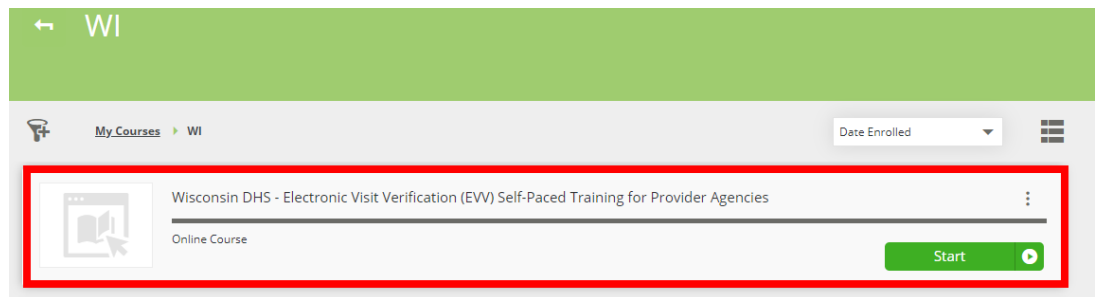 WI
My Courses WI
Date Enrolled
Wisconsin DHS - Electronic Visit Verification (EVV) Self-Paced Training for Provider Agencies
Online Course
Start